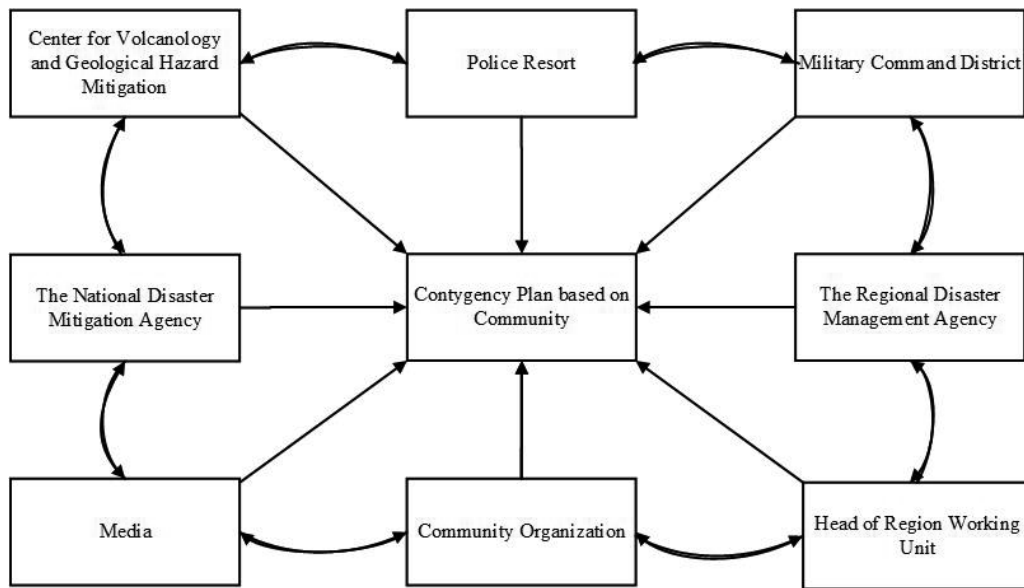 Center for Volcanology
and Geological Hazard
Mitigation
Police Resort
Military Command District
The National Disaster
Mitigation Agency
Contygency Plan based on
Community
The Regional Disaster
Management Agency
Media
Community Organization
Head of Region Working
Unit